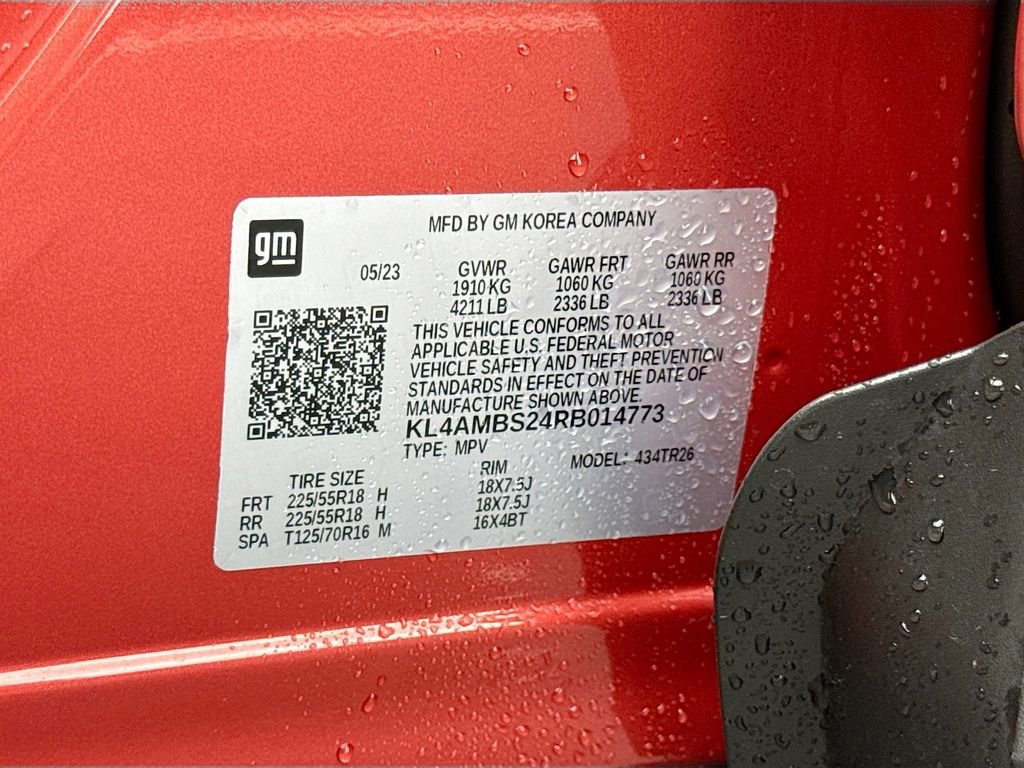 gm
MFD BY GM KOREA COMPANY
05/23 GVWR GAWR FRT GAWR RR
1910 KG 1060 KG 1060 KG
4211 LB 2336 LB 2336 LB
THIS VEHICLE CONFORMS TO ALL
APPLICABLE U.S. FEDERAL MOTOR
VEHICLE SAFETY AND THEFT PREVENTION
STANDARDS IN EFFECT ON THE DATE OF
MANUFACTURE SHOWN ABOVE.
KL4AMBS24RB014773
TYPE: MPV MODEL: 434TR26
TIRE SIZE RIM
FRT 225/55R18 H 18X7.5J
RR 225/55R18 H 18X7.5J
SPA T125/70R16 M 16X4BT